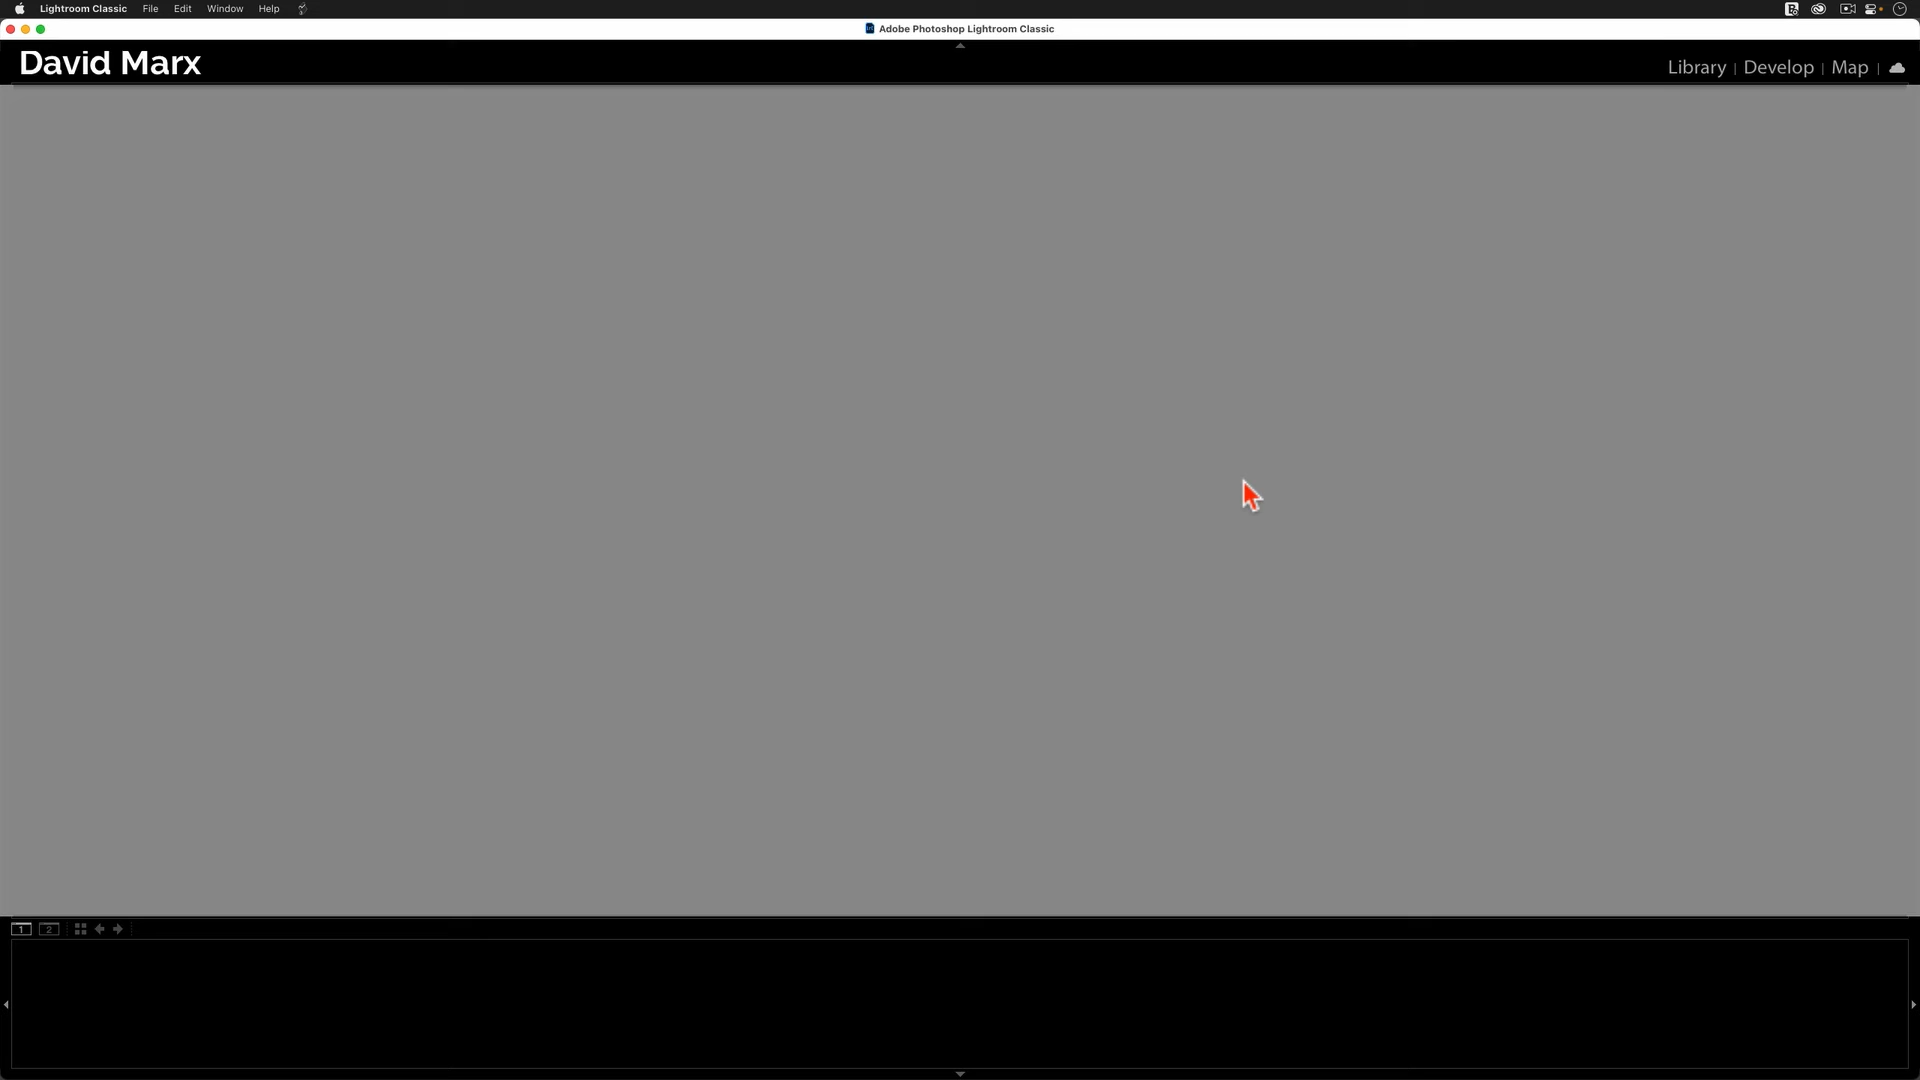 Lightroom Classic File Edit Window Help
Adobe Photoshop Lightroom Classic
David Marx
Library | Develop | Map |
1 2